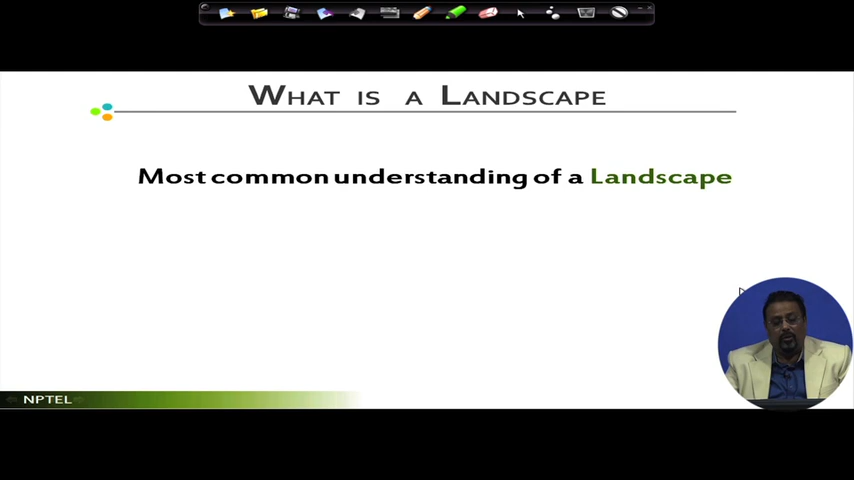 WHAT IS A LANDSCAPE
Most common understanding of a Landscape
NPTEL